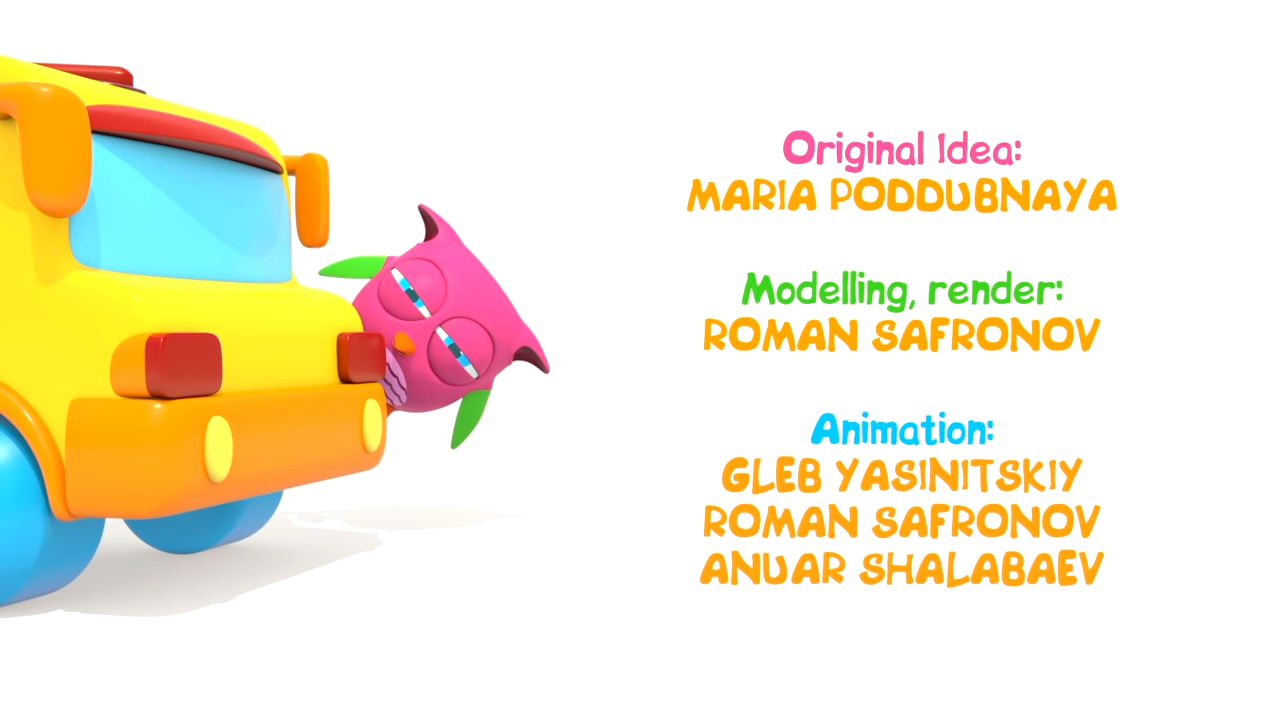 Original Idea:
MARIA PODDUBNAYA
Modelling, render:
ROMAN SAFRONOV
Animation:
GLEB YASINITSKIY
ROMAN SAFRONOV
ANUAR SHALABAEV